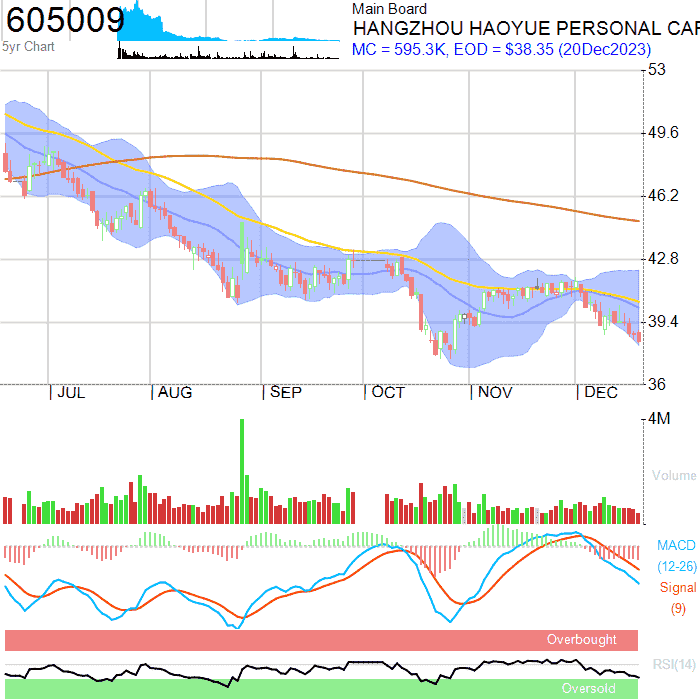 605009
5yr Chart
Main Board
HANGZHOU HAOYUE PERSONAL CAR
MC = 595.3K, EOD = $38.35 (20Dec2023)
53
49.6
46.2
42.8
39.4
36
JUL AUG SEP OCT NOV DEC
4M
Volume
MACD
(12-26)
Signal
(9)
Overbought
RSI(14)
Oversold